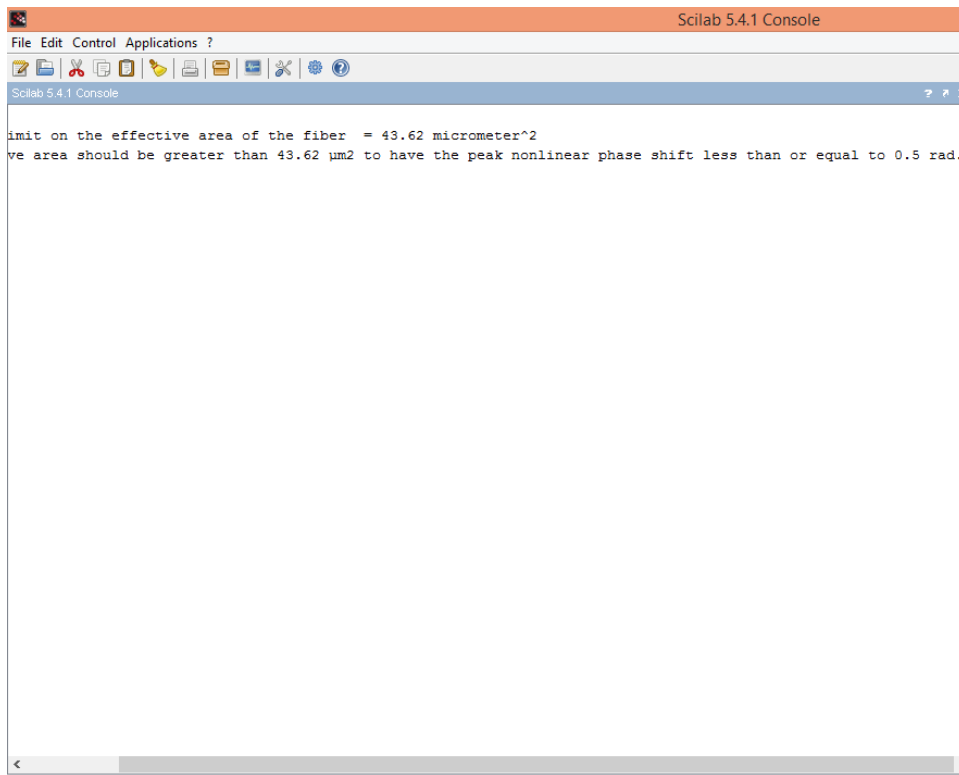 Scilab 5.4.1 Console
File Edit Control Applications ?
Scilab 5.4.1 Console ?
imit on the effective area of the fiber  = 43.62 micrometer^2
ve area should be greater than 43.62 µm2 to have the peak nonlinear phase shift less than or equal to 0.5 rad.